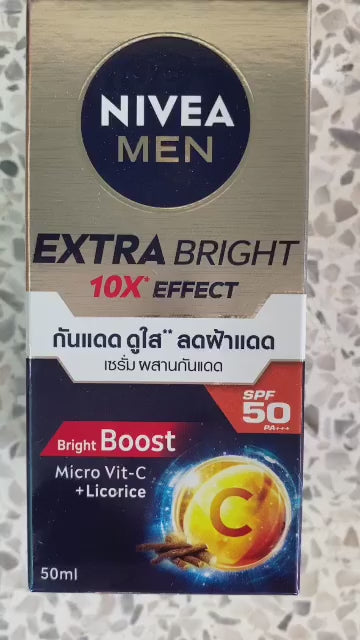 NIVEA
MEN
EXTRA BRIGHT
10X* EFFECT
กันแดด ดูใส** ลดฝ้าแดด
เซรั่ม ผสานกันแดด
SPF
50
PA+++
Bright Boost
Micro Vit-C
+Licorice
C
50ml